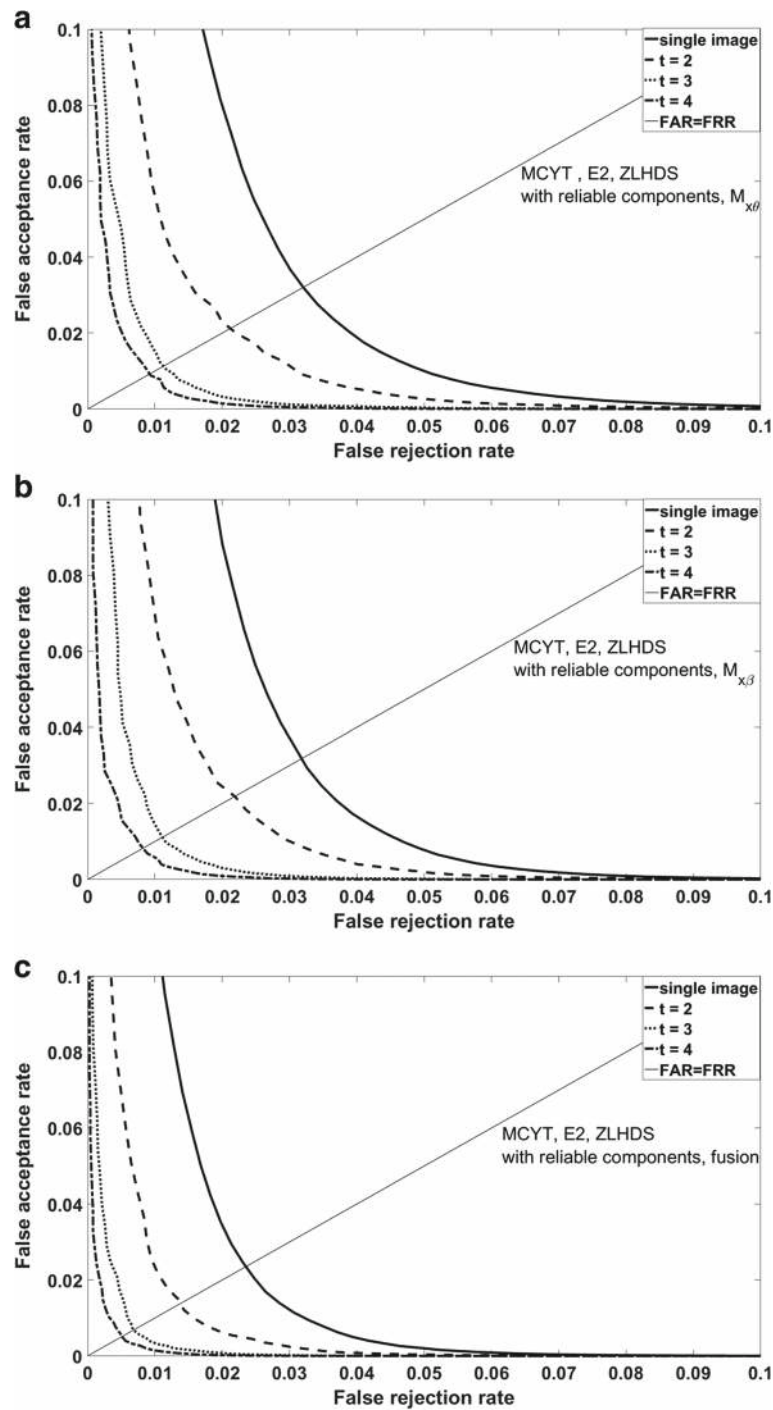 a
0.1
0.08
0.06
0.04
0.02
0
False acceptance rate
single image
t = 2
t = 3
t = 4
FAR=FRR
MCYT , E2, ZLHDS
with reliable components, M_xθ
0 0.01 0.02 0.03 0.04 0.05 0.06 0.07 0.08 0.09 0.1
False rejection rate
b
0.1
0.08
0.06
0.04
0.02
0
False acceptance rate
single image
t = 2
t = 3
t = 4
FAR=FRR
MCYT, E2, ZLHDS
with reliable components, M_xβ
0 0.01 0.02 0.03 0.04 0.05 0.06 0.07 0.08 0.09 0.1
False rejection rate
c
0.1
0.08
0.06
0.04
0.02
0
False acceptance rate
single image
t = 2
t = 3
t = 4
FAR=FRR
MCYT, E2, ZLHDS
with reliable components, fusion
0 0.01 0.02 0.03 0.04 0.05 0.06 0.07 0.08 0.09 0.1
False rejection rate